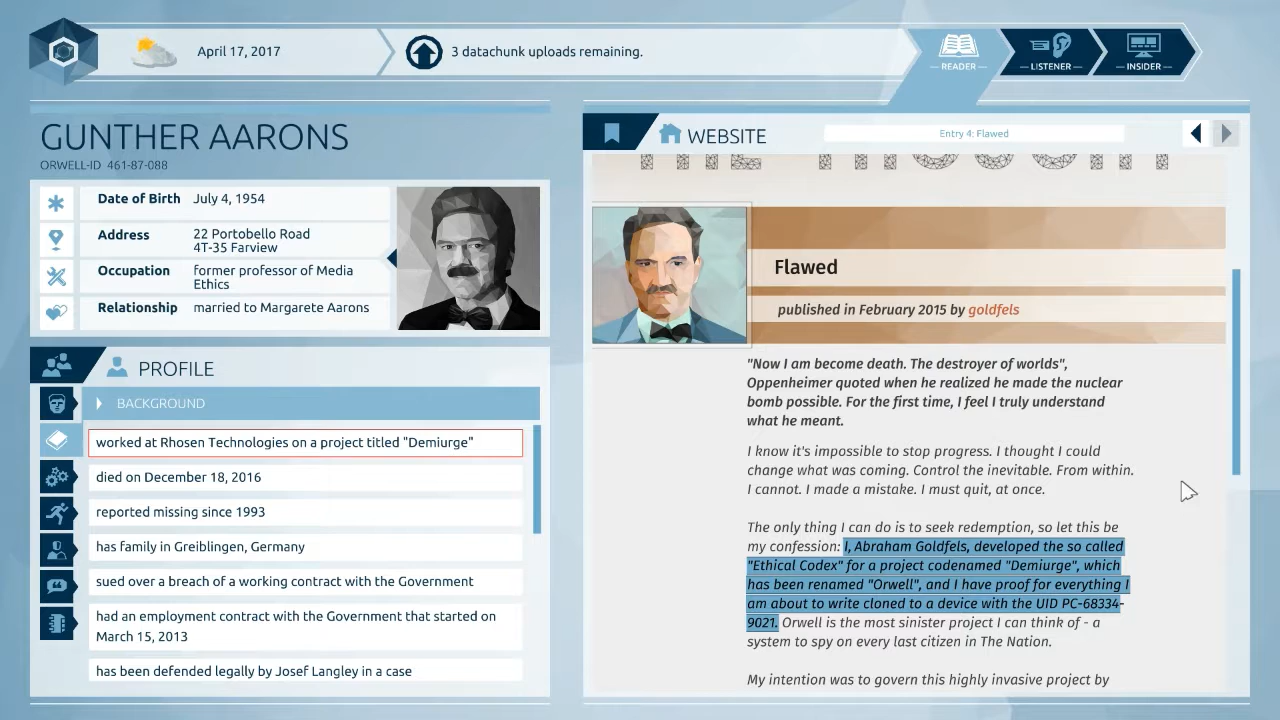 April 17, 2017
3 datachunk uploads remaining.
— READER —
— LISTENER —
— INSIDER —
GUNTHER AARONS
ORWELL-ID 461-87-088
Date of Birth July 4, 1954
Address 22 Portobello Road
4T-35 Farview
Occupation former professor of Media
Ethics
Relationship married to Margarete Aarons
PROFILE
BACKGROUND
worked at Rhosen Technologies on a project titled "Demiurge"
died on December 18, 2016
reported missing since 1993
has family in Greiblingen, Germany
sued over a breach of a working contract with the Government
had an employment contract with the Government that started on
March 15, 2013
has been defended legally by Josef Langley in a case
WEBSITE
Entry 4: Flawed
Flawed
published in February 2015 by goldfels
"Now I am become death. The destroyer of worlds",
Oppenheimer quoted when he realized he made the nuclear
bomb possible. For the first time, I feel I truly understand
what he meant.
I know it's impossible to stop progress. I thought I could
change what was coming. Control the inevitable. From within.
I cannot. I made a mistake. I must quit, at once.
The only thing I can do is to seek redemption, so let this be
my confession: I, Abraham Goldfels, developed the so called
"Ethical Codex" for a project codenamed "Demiurge", which
has been renamed "Orwell", and I have proof for everything I
am about to write cloned to a device with the UID PC-68334-
9021. Orwell is the most sinister project I can think of - a
system to spy on every last citizen in The Nation.
My intention was to govern this highly invasive project by